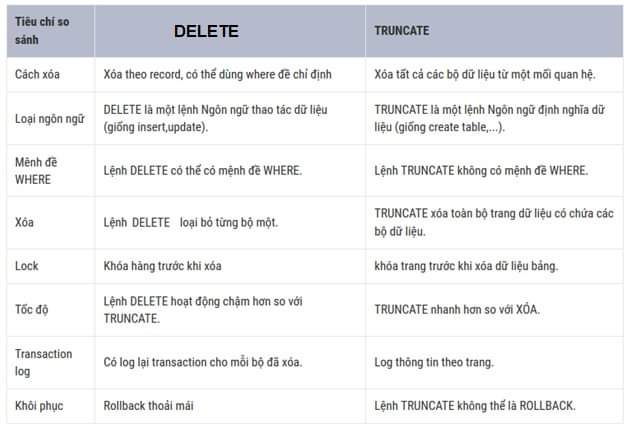 Tiêu chí so
sánh
DELETE
TRUNCATE
Cách xóa
Xóa theo record, có thể dùng where đề chỉ định
Xóa tất cả các bộ dữ liệu từ một mối quan hệ.
Loại ngôn ngữ
DELETE là một lệnh Ngôn ngữ thao tác dữ liệu
(giống insert,update).
TRUNCATE là một lệnh Ngôn ngữ định nghĩa dữ
liệu (giống create table,...).
Mênh đề
WHERE
Lệnh DELETE có thể có mệnh đề WHERE.
Lệnh TRUNCATE không có mệnh đề WHERE.
Xóa
Lệnh DELETE loại bỏ từng bộ một.
TRUNCATE xóa toàn bộ trang dữ liệu có chứa các
bộ dữ liệu.
Lock
Khóa hàng trước khi xóa
khóa trang trước khi xóa dữ liệu bảng.
Tốc độ
Lệnh DELETE hoạt động chậm hơn so với
TRUNCATE.
TRUNCATE nhanh hơn so với XÓA.
Transaction
log
Có log lại transaction cho mỗi bộ đã xóa.
Log thông tin theo trang.
Khôi phục
Rollback thoải mái
Lệnh TRUNCATE không thể là ROLLBACK.